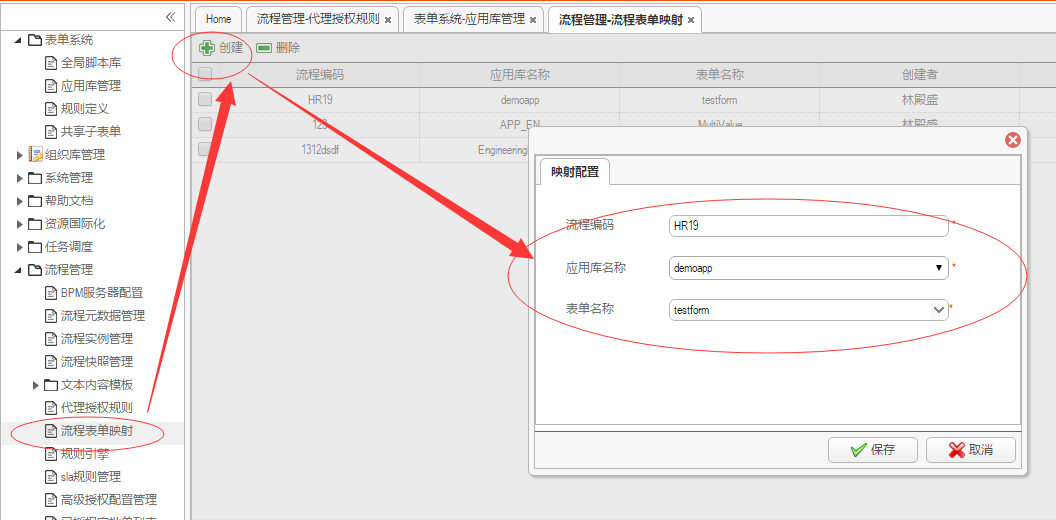 表单系统
全局脚本库
应用库管理
规则定义
共享子表单
组织库管理
系统管理
帮助文档
资源国际化
任务调度
流程管理
BPM服务器配置
流程元数据管理
流程实例管理
流程快照管理
文本内容模板
代理授权规则
流程表单映射
规则引擎
sla规则管理
高级授权配置管理
Home 流程管理-代理授权规则 表单系统-应用库管理 流程管理-流程表单映射
创建 删除
流程编码 应用库名称 表单名称 创建者
HR19 demoapp testform 林殿盛
123 APP_EN MultiValue 林殿盛
1312dsdf Engineering
映射配置
流程编码 HR19 *
应用库名称 demoapp *
表单名称 testform *
保存 取消